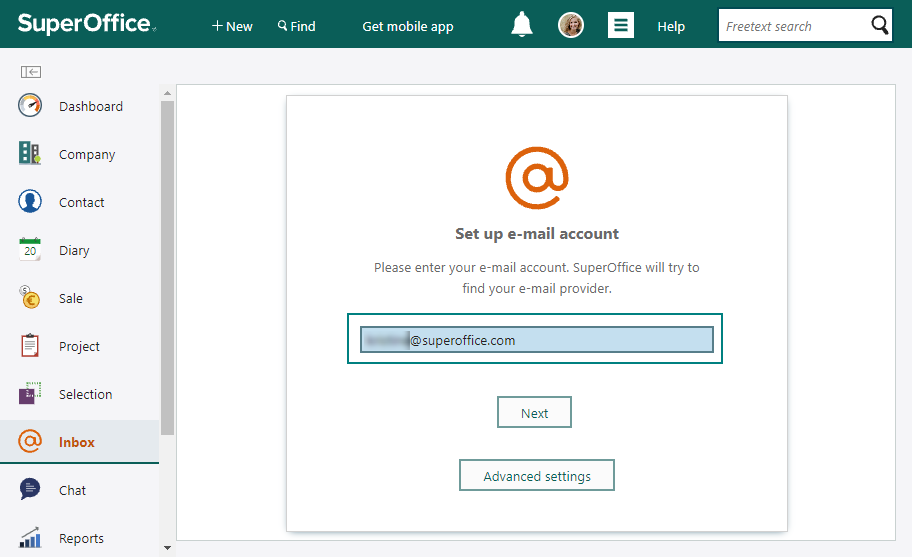 SuperOffice
+ New
Find
Get mobile app
Help
Freetext search
Dashboard
Company
Contact
20
Diary
Sale
Project
Selection
Inbox
Chat
Reports
Set up e-mail account
Please enter your e-mail account. SuperOffice will try to
find your e-mail provider.
@superoffice.com
Next
Advanced settings